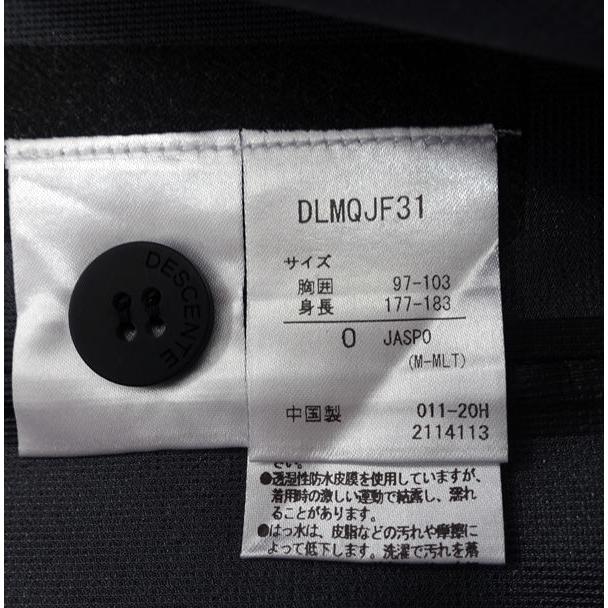 DESCENTE
DLMQJF31
サイズ
胸囲 97-103
身長 177-183
O JASPO
(M-MLT)
中国製 011-20H
2114113
さい。
●透湿性防水皮膜を使用していますが、
着用時の激しい運動で結露し、濡れ
ることがあります。
●はっ水は、皮脂などの汚れや摩擦に
よって低下します。洗濯で汚れを落